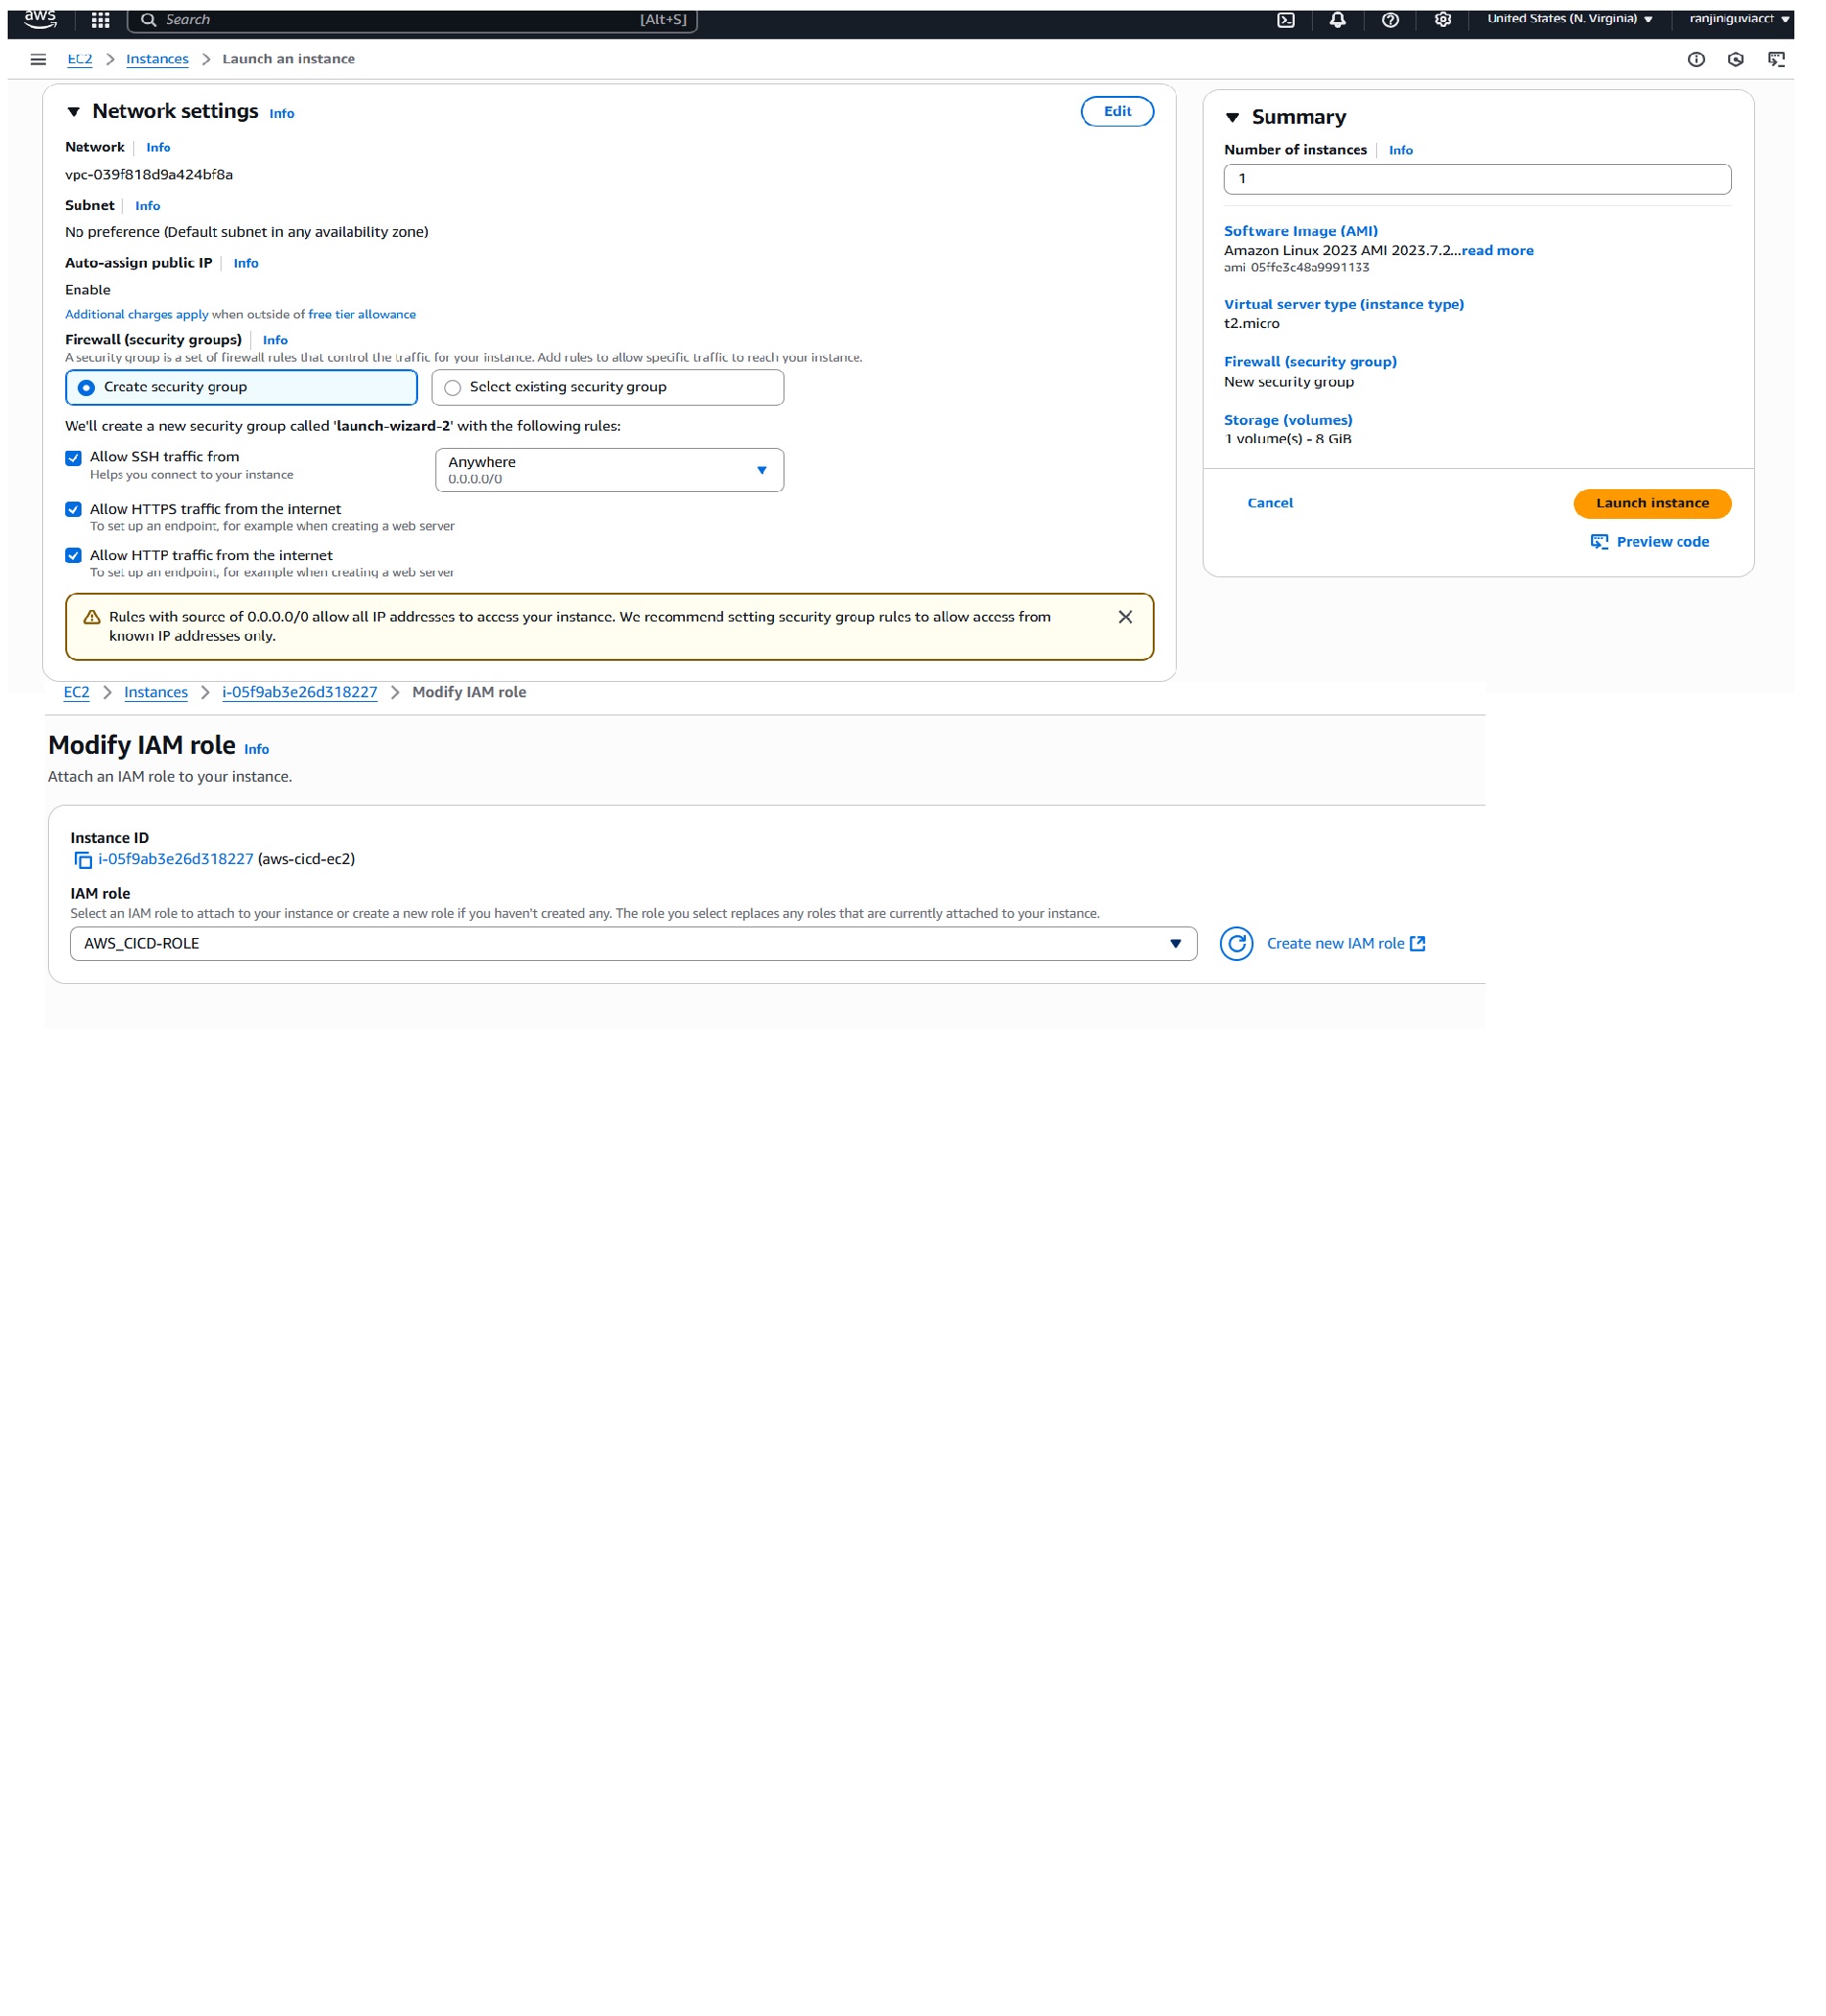 aws
Search [Alt+S]
United States (N. Virginia)
ranjiniguviacct
EC2 > Instances > Launch an instance
Network settings Info
Edit
Network Info
vpc-039f818d9a424bf8a
Subnet Info
No preference (Default subnet in any availability zone)
Auto-assign public IP Info
Enable
Additional charges apply when outside of free tier allowance
Firewall (security groups) Info
A security group is a set of firewall rules that control the traffic for your instance. Add rules to allow specific traffic to reach your instance.
Create security group
Select existing security group
We'll create a new security group called 'launch-wizard-2' with the following rules:
Allow SSH traffic from
Helps you connect to your instance
Anywhere
0.0.0.0/0
Allow HTTPS traffic from the internet
To set up an endpoint, for example when creating a web server
Allow HTTP traffic from the internet
To set up an endpoint, for example when creating a web server
Rules with source of 0.0.0.0/0 allow all IP addresses to access your instance. We recommend setting security group rules to allow access from
known IP addresses only.
Summary
Number of instances Info
1
Software Image (AMI)
Amazon Linux 2023 AMI 2023.7.2...read more
ami-05ffe3c48a9991133
Virtual server type (instance type)
t2.micro
Firewall (security group)
New security group
Storage (volumes)
1 volume(s) - 8 GiB
Cancel
Launch instance
Preview code
EC2 > Instances > i-05f9ab3e26d318227 > Modify IAM role
Modify IAM role Info
Attach an IAM role to your instance.
Instance ID
i-05f9ab3e26d318227 (aws-cicd-ec2)
IAM role
Select an IAM role to attach to your instance or create a new role if you haven't created any. The role you select replaces any roles that are currently attached to your instance.
AWS_CICD-ROLE
Create new IAM role